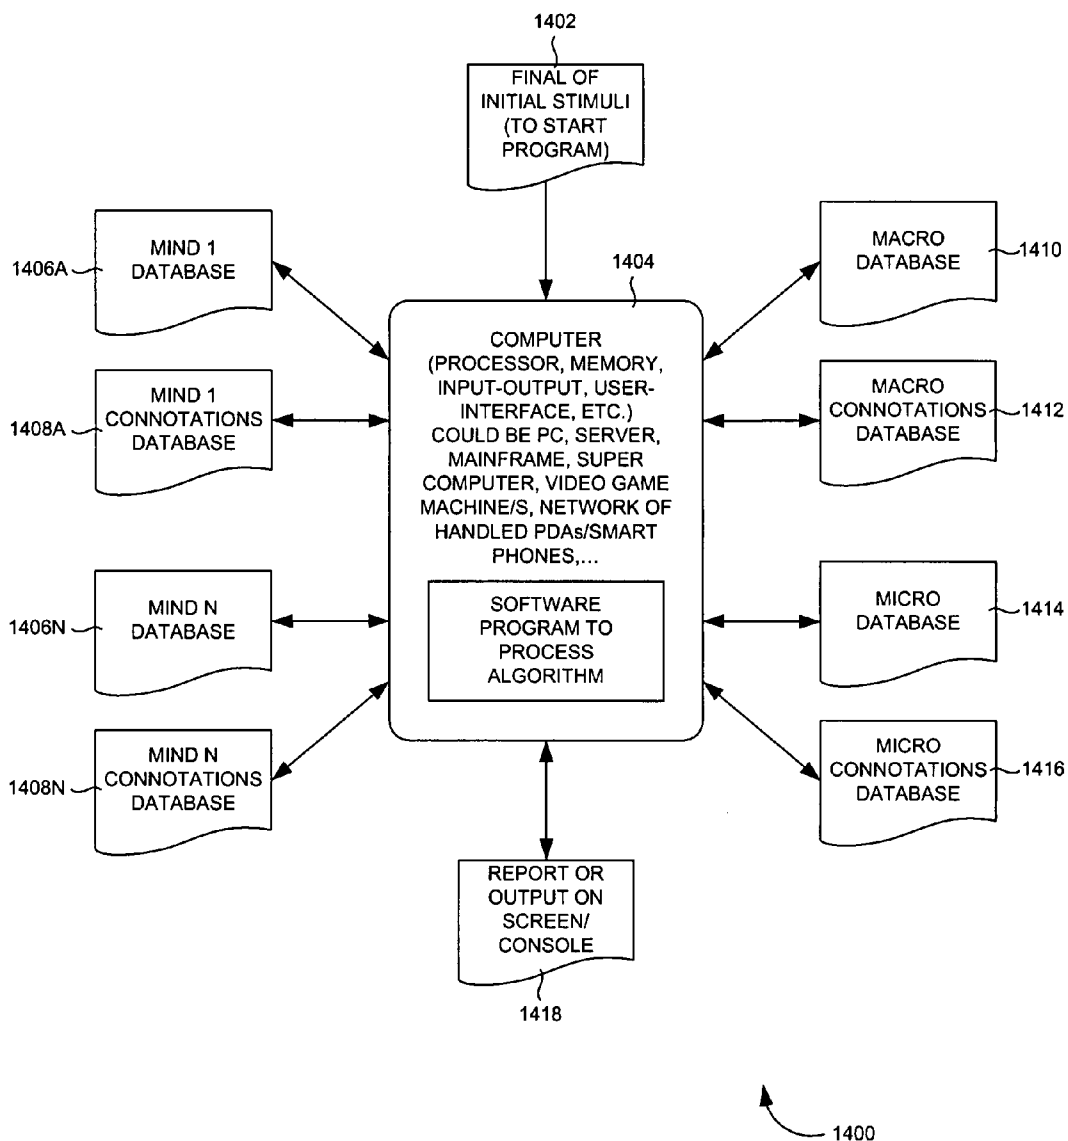 1402
FINAL OF
INITIAL STIMULI
(TO START
PROGRAM)
MIND 1
DATABASE
1406A
MIND 1
CONNOTATIONS
DATABASE
1408A
MIND N
DATABASE
1406N
MIND N
CONNOTATIONS
DATABASE
1408N
1404
COMPUTER
(PROCESSOR, MEMORY,
INPUT-OUTPUT, USER-
INTERFACE, ETC.)
COULD BE PC, SERVER,
MAINFRAME, SUPER
COMPUTER, VIDEO GAME
MACHINE/S, NETWORK OF
HANDLED PDAs/SMART
PHONES,...
SOFTWARE
PROGRAM TO
PROCESS
ALGORITHM
MACRO
DATABASE
1410
MACRO
CONNOTATIONS
DATABASE
1412
MICRO
DATABASE
1414
MICRO
CONNOTATIONS
DATABASE
1416
REPORT OR
OUTPUT ON
SCREEN/
CONSOLE
1418
1400